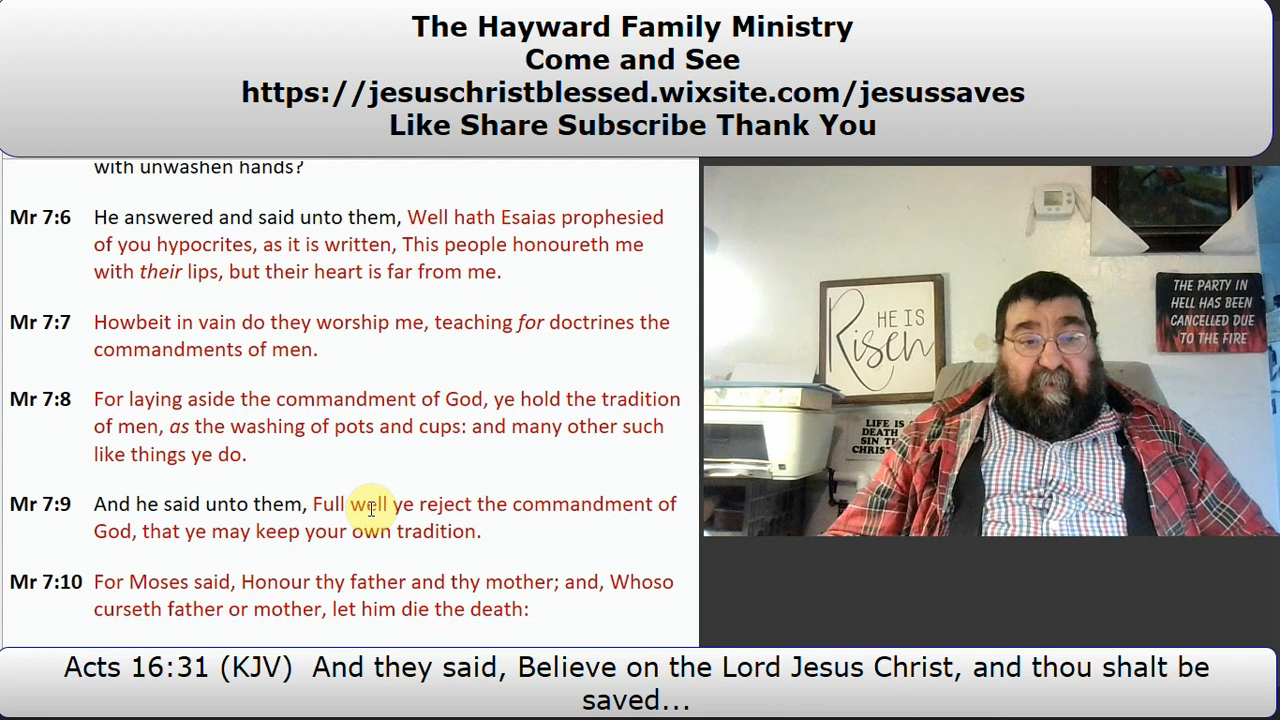 The Hayward Family Ministry
Come and See
https://jesuschristblessed.wixsite.com/jesussaves
Like Share Subscribe Thank You
with unwashen hands?
Mr 7:6 He answered and said unto them, Well hath Esaias prophesied
of you hypocrites, as it is written, This people honoureth me
with their lips, but their heart is far from me.
Mr 7:7 Howbeit in vain do they worship me, teaching for doctrines the
commandments of men.
Mr 7:8 For laying aside the commandment of God, ye hold the tradition
of men, as the washing of pots and cups: and many other such
like things ye do.
Mr 7:9 And he said unto them, Full well ye reject the commandment of
God, that ye may keep your own tradition.
Mr 7:10 For Moses said, Honour thy father and thy mother; and, Whoso
curseth father or mother, let him die the death:
HE IS
Risen
THE PARTY IN
HELL HAS BEEN
CANCELLED DUE
TO THE FIRE
LIFE IS
DEATH
SIN TH
CHRIST
Acts 16:31 (KJV) And they said, Believe on the Lord Jesus Christ, and thou shalt be
saved...